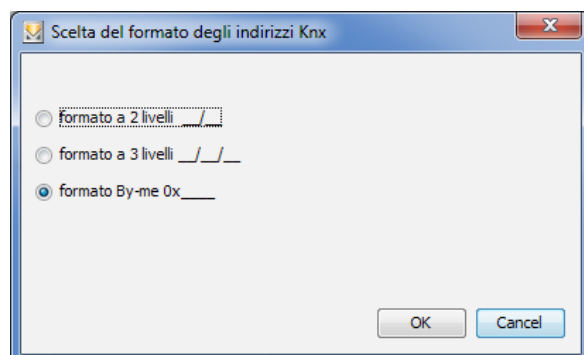 Scelta del formato degli indirizzi Knx
formato a 2 livelli __/__
formato a 3 livelli __/__/__
formato By-me 0x____
OK
Cancel